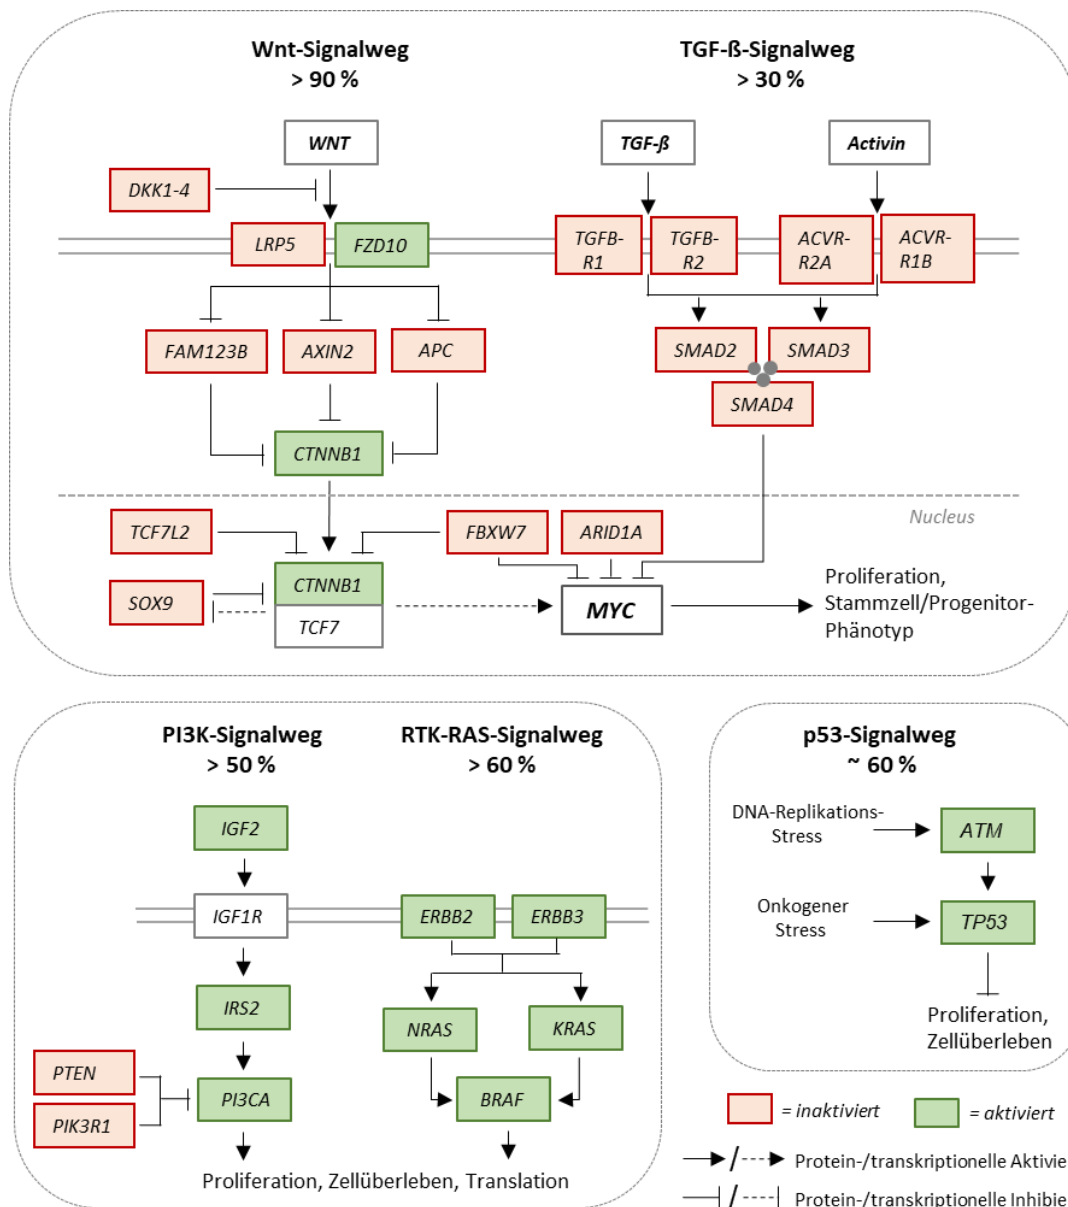 Wnt-Signalweg
> 90 %
TGF-ß-Signalweg
> 30 %
WNT
TGF-ß
Activin
DKK1-4
LRP5
FZD10
TGFB-
R1
TGFB-
R2
ACVR-
R2A
ACVR-
R1B
FAM123B
AXIN2
APC
SMAD2
SMAD3
SMAD4
CTNNB1
Nucleus
TCF7L2
FBXW7
ARID1A
CTNNB1
SOX9
TCF7
MYC
Proliferation,
Stammzell/Progenitor-
Phänotyp
PI3K-Signalweg
> 50 %
RTK-RAS-Signalweg
> 60 %
IGF2
IGF1R
ERBB2
ERBB3
IRS2
NRAS
KRAS
PTEN
PIK3R1
PI3CA
BRAF
Proliferation, Zellüberleben, Translation
p53-Signalweg
~ 60 %
DNA-Replikations-
Stress
ATM
Onkogener
Stress
TP53
Proliferation,
Zellüberleben
= inaktiviert
= aktiviert
/ Protein-/transkriptionelle Aktivie
/ Protein-/transkriptionelle Inhibie